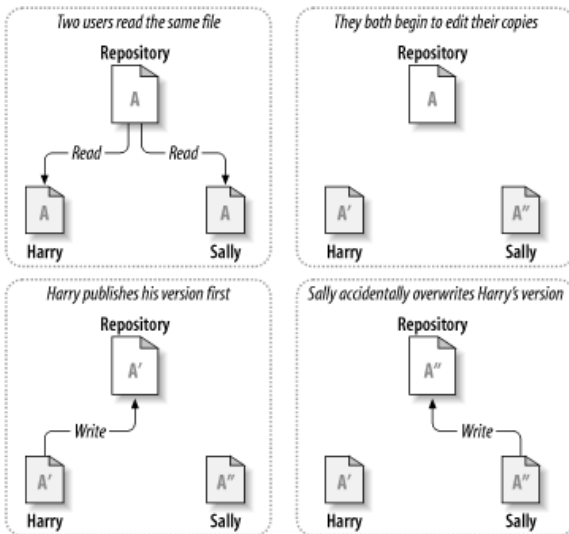 Two users read the same file
Repository
A
Read
Read
A
A
Harry
Sally
They both begin to edit their copies
Repository
A
A'
A"
Harry
Sally
Harry publishes his version first
Repository
A'
Write
A'
A"
Harry
Sally
Sally accidentally overwrites Harry's version
Repository
A"
Write
A'
A"
Harry
Sally